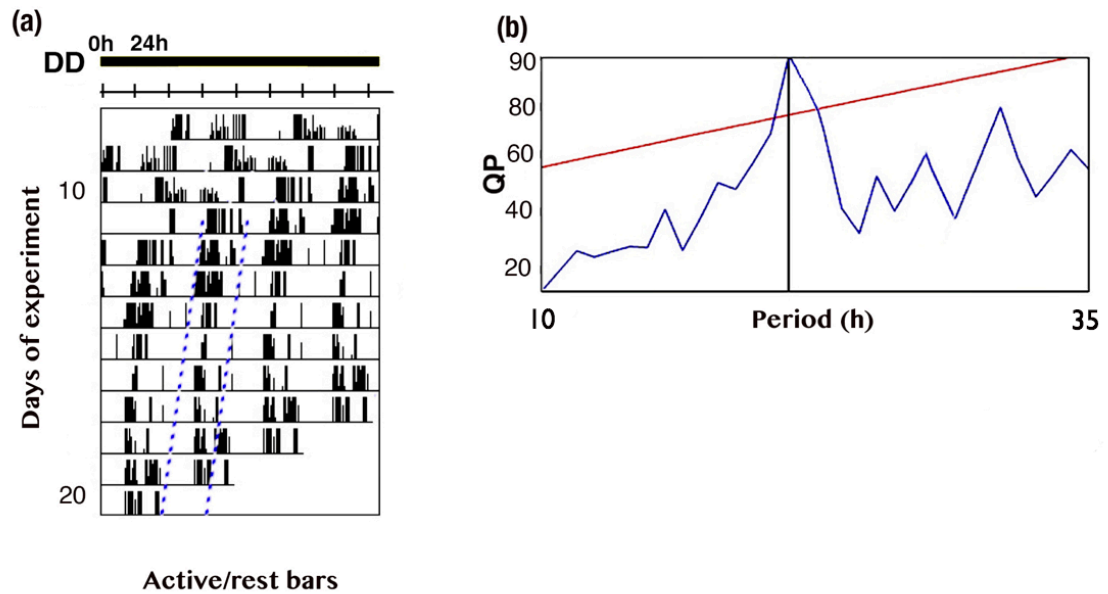 (a)
0h 24h
DD
Days of experiment
10
20
Active/rest bars
(b)
QP
90
80
60
40
20
10
Period (h)
35